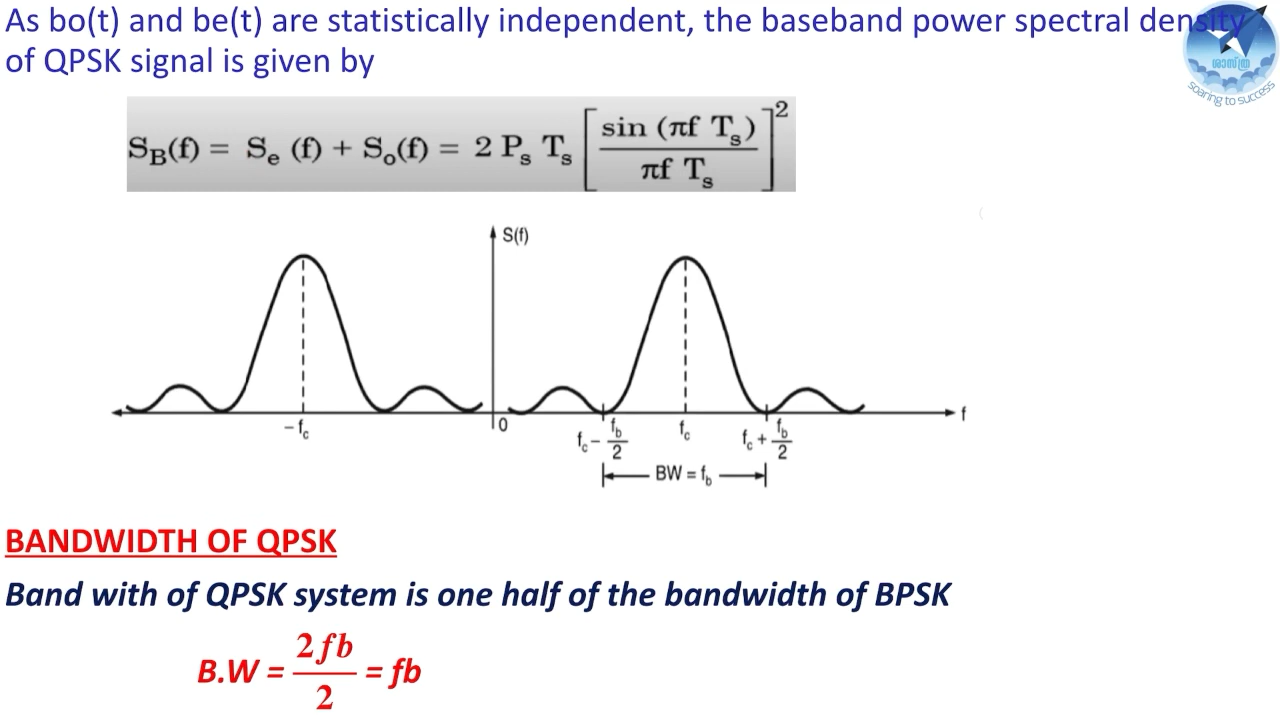 As bo(t) and be(t) are statistically independent, the baseband power spectral density
of QPSK signal is given by
ശാസ്ത്ര
soaring to success
S_B(f) = S_e (f) + S_o(f) = 2 P_s T_s [ sin (πf T_s) / πf T_s ]^2
S(f)
f
−f_c
0
f_c − f_b/2
f_c
f_c + f_b/2
BW = f_b
BANDWIDTH OF QPSK
Band with of QPSK system is one half of the bandwidth of BPSK
B.W = 2fb/2 = fb